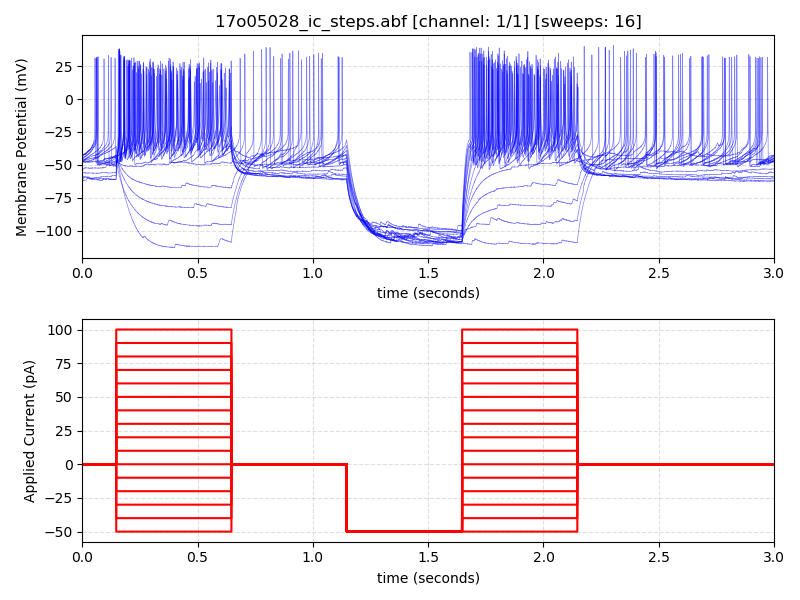 17o05028_ic_steps.abf [channel: 1/1] [sweeps: 16]
Membrane Potential (mV)
25
0
−25
−50
−75
−100
0.0 0.5 1.0 1.5 2.0 2.5 3.0
time (seconds)
Applied Current (pA)
100
75
50
25
0
−25
−50
0.0 0.5 1.0 1.5 2.0 2.5 3.0
time (seconds)